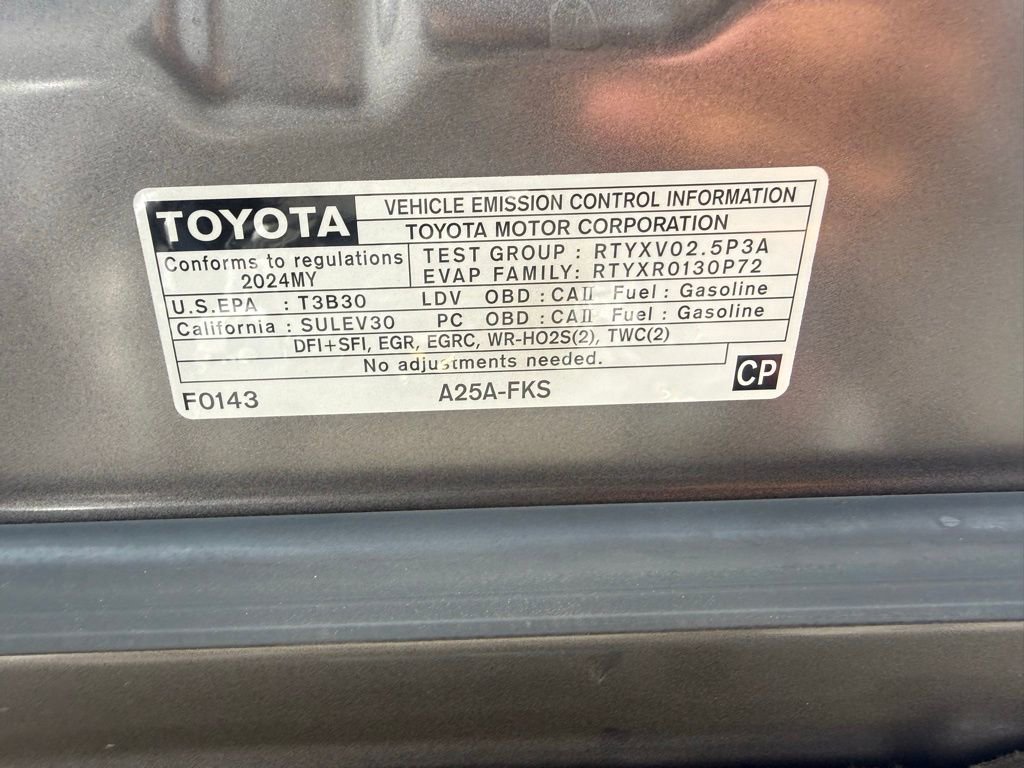 TOYOTA
VEHICLE EMISSION CONTROL INFORMATION
TOYOTA MOTOR CORPORATION
Conforms to regulations
2024MY
TEST GROUP : RTYXV02.5P3A
EVAP FAMILY: RTYXR0130P72
U.S.EPA : T3B30 LDV OBD : CAII Fuel : Gasoline
California : SULEV30 PC OBD : CAII Fuel : Gasoline
DFI+SFI, EGR, EGRC, WR-HO2S(2), TWC(2)
No adjustments needed.
CP
F0143 A25A-FKS